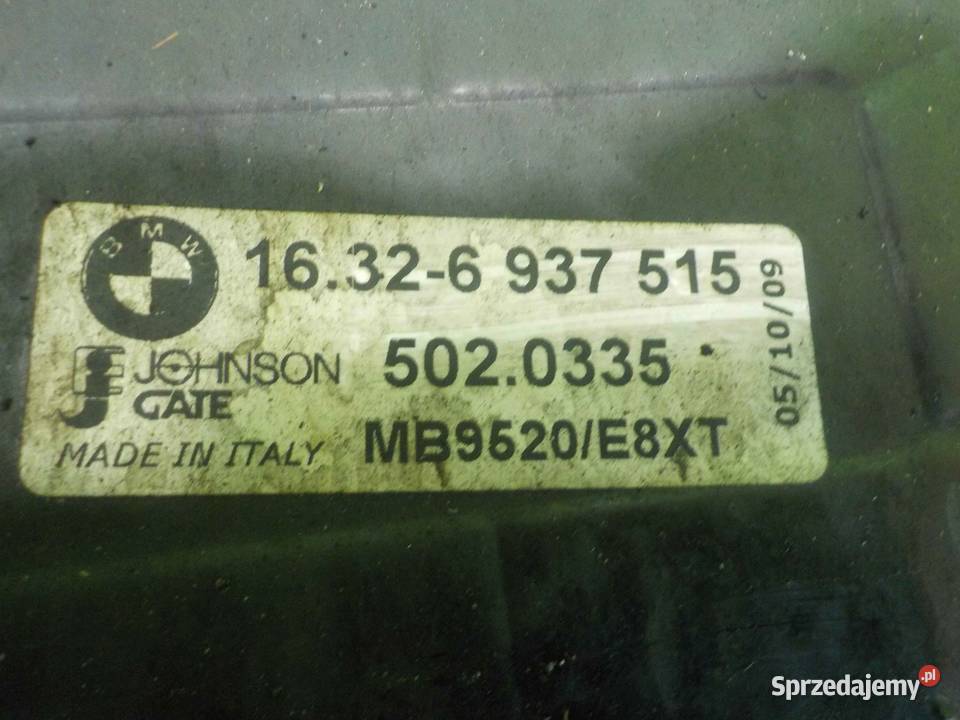 BMW
16.32-6 937 515
JOHNSON
GATE
502.0335
MADE IN ITALY
MB9520/E8XT
05/10/09
Sprzedajemy.pl